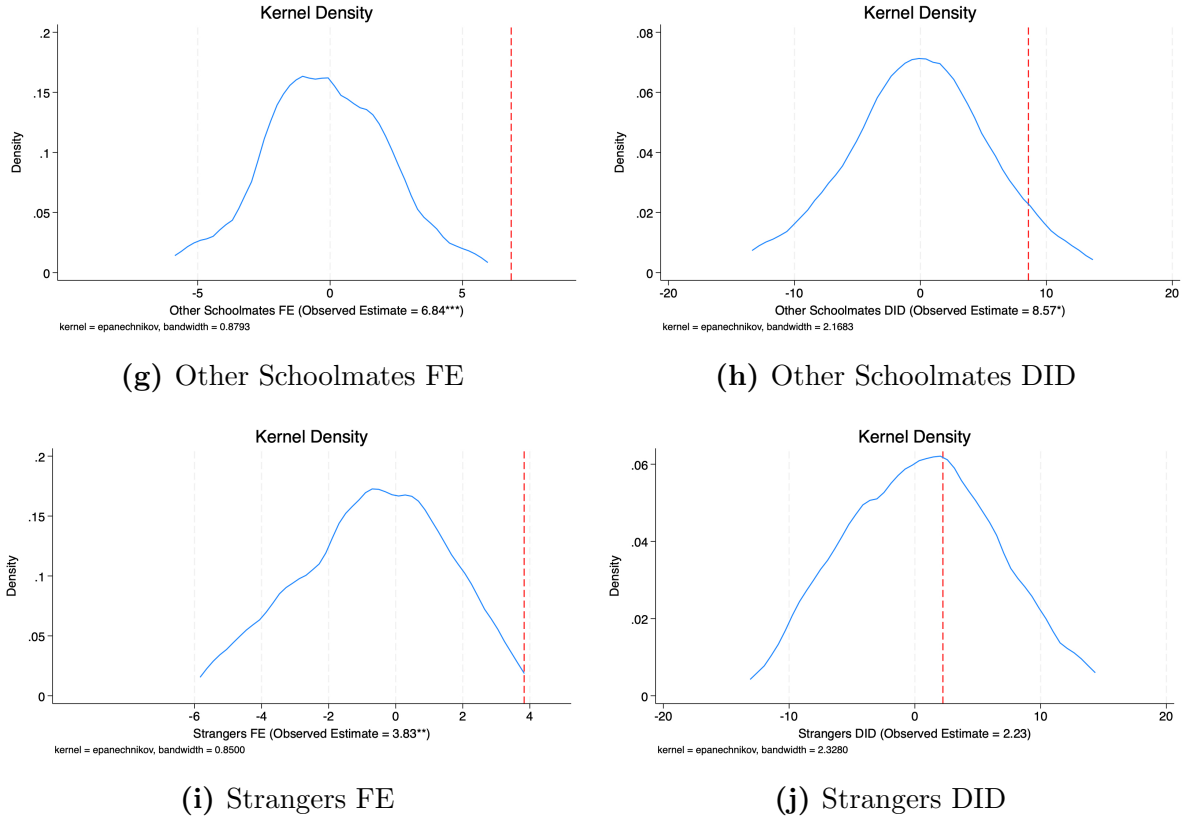 Kernel Density
.2
.15
.1
.05
0
Density
-5
0
5
Other Schoolmates FE (Observed Estimate = 6.84***)
kernel = epanechnikov, bandwidth = 0.8793
(g) Other Schoolmates FE
Kernel Density
.08
.06
.04
.02
0
Density
-20
-10
0
10
20
Other Schoolmates DID (Observed Estimate = 8.57*)
kernel = epanechnikov, bandwidth = 2.1683
(h) Other Schoolmates DID
Kernel Density
.2
.15
.1
.05
0
Density
-6
-4
-2
0
2
4
Strangers FE (Observed Estimate = 3.83**)
kernel = epanechnikov, bandwidth = 0.8500
(i) Strangers FE
Kernel Density
.06
.04
.02
0
Density
-20
-10
0
10
20
Strangers DID (Observed Estimate = 2.23)
kernel = epanechnikov, bandwidth = 2.3280
(j) Strangers DID